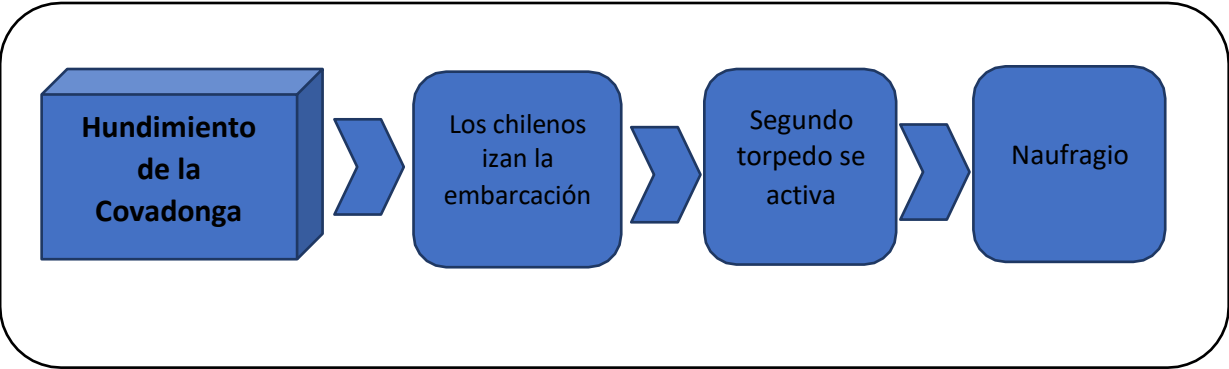 Hundimiento
de la
Covadonga
Los chilenos
izan la
embarcación
Segundo
torpedo se
activa
Naufragio